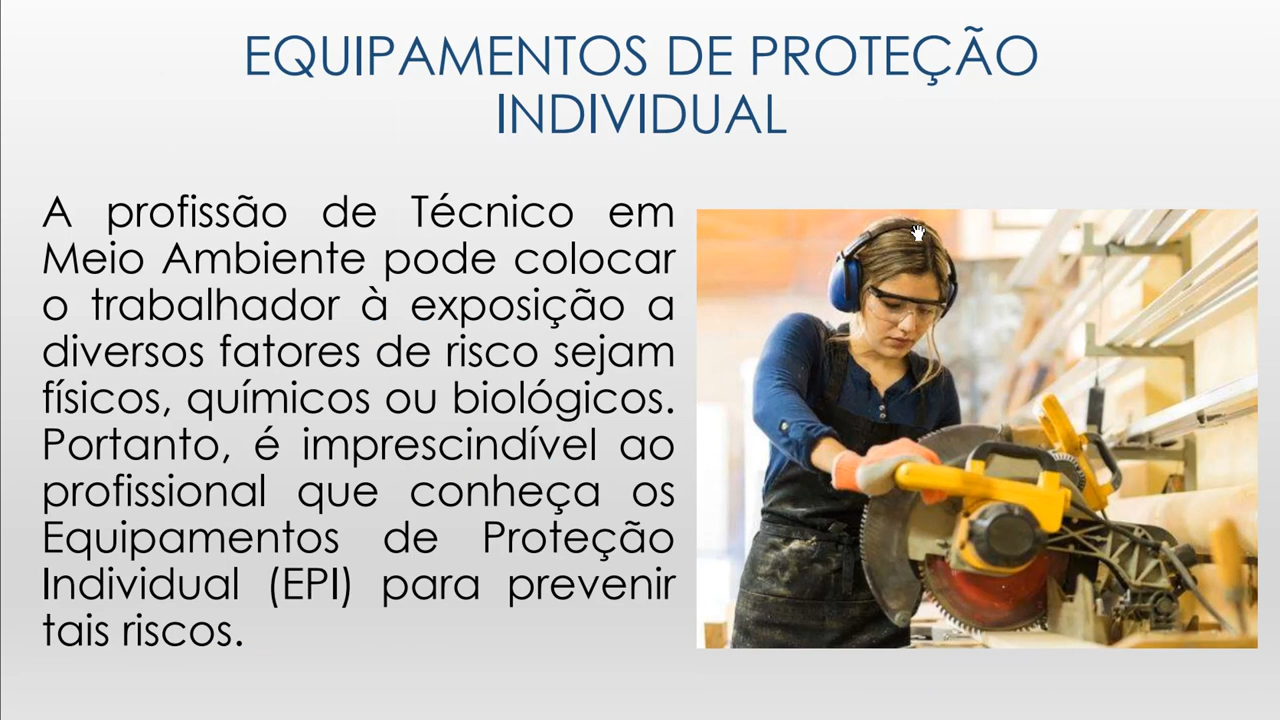 EQUIPAMENTOS DE PROTEÇÃO
INDIVIDUAL
A profissão de Técnico em
Meio Ambiente pode colocar
o trabalhador à exposição a
diversos fatores de risco sejam
físicos, químicos ou biológicos.
Portanto, é imprescindível ao
profissional que conheça os
Equipamentos de Proteção
Individual (EPI) para prevenir
tais riscos.